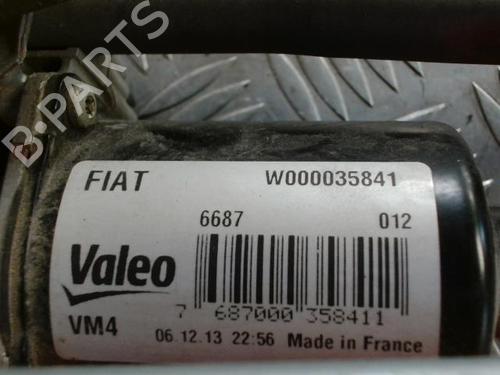 B-PARTS
FIAT W000035841
6687 012
Valeo
7 687000 358411
VM4 06.12.13 22:56 Made in France